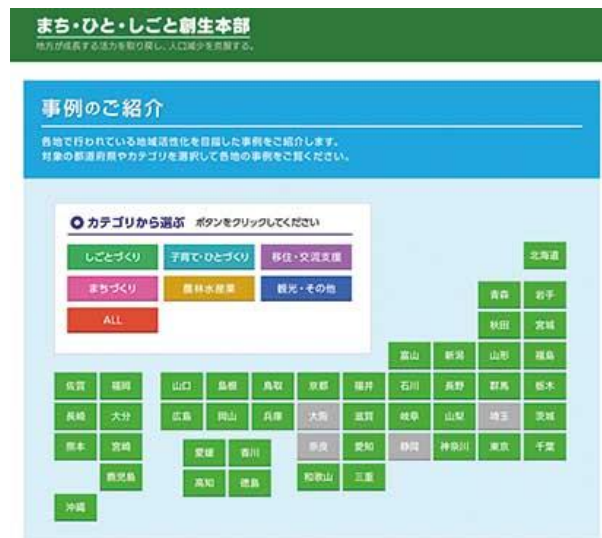 まち・ひと・しごと創生本部
地方が成長する活力を取り戻し、人口減少を克服する。
事例のご紹介
各地で行われている地域活性化を目指した事例をご紹介します。
対象の都道府県やカテゴリを選択して各地の事例をご覧ください。
カテゴリから選ぶ ボタンをクリックしてください
しごとづくり 子育て・ひとづくり 移住・交流支援
まちづくり 農林水産業 観光・その他
ALL
北海道
青森 岩手
秋田 宮城
富山 新潟 山形 福島
佐賀 福岡 山口 島根 鳥取 京都 福井 石川 長野 群馬 栃木
長崎 大分 広島 岡山 兵庫 大阪 滋賀 岐阜 山梨 埼玉 茨城
熊本 宮崎 愛媛 香川 奈良 愛知 静岡 神奈川 東京 千葉
鹿児島 高知 徳島 和歌山 三重
沖縄